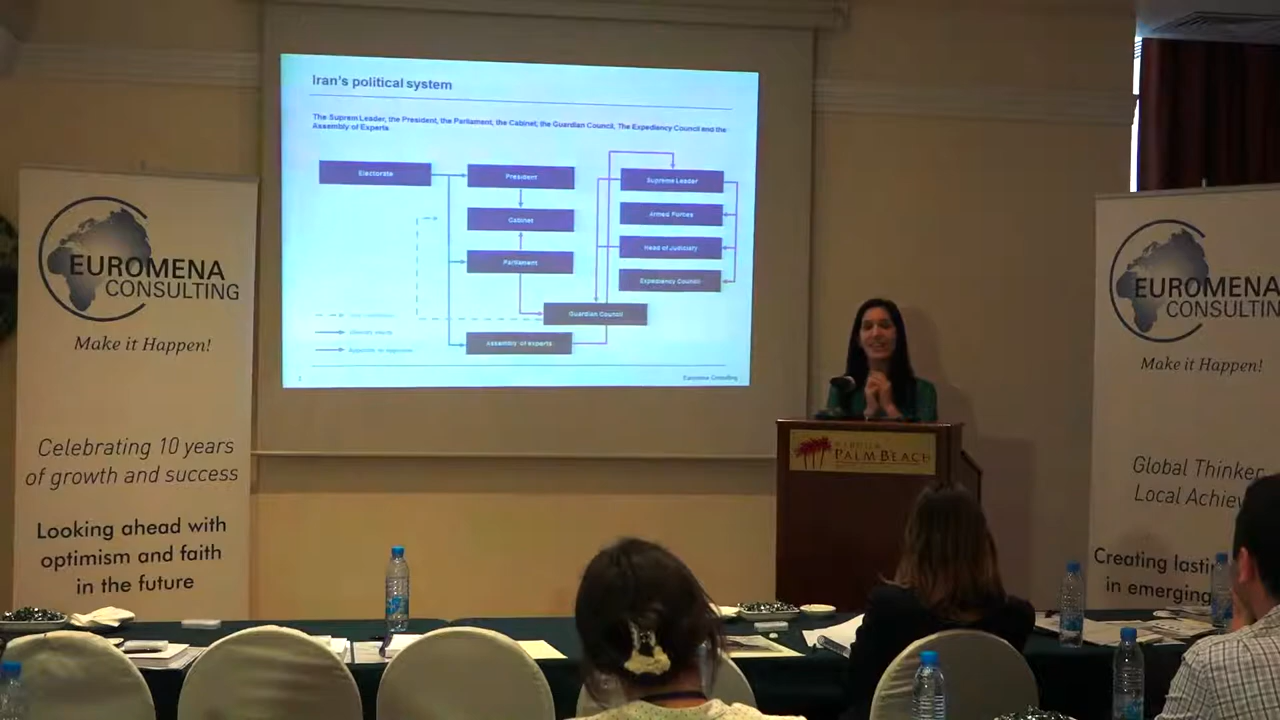 Iran's political system
The Suprem Leader, the President, the Parliament, the Cabinet, the Guardian Council, The Expediency Council and the
Assembly of Experts
Electorate
President
Supreme Leader
Cabinet
Armed Forces
Parliament
Head of Judiciary
Expediency Council
Guardian Council
Assembly of experts
Euromena Consulting
EUROMENA
CONSULTING
Make it Happen!
Celebrating 10 years
of growth and success
Looking ahead with
optimism and faith
in the future
PALM BEACH
EUROMENA
CONSULTIN
Make it Happen!
Global Thinker
Local Achiev
Creating lasti
in emerging